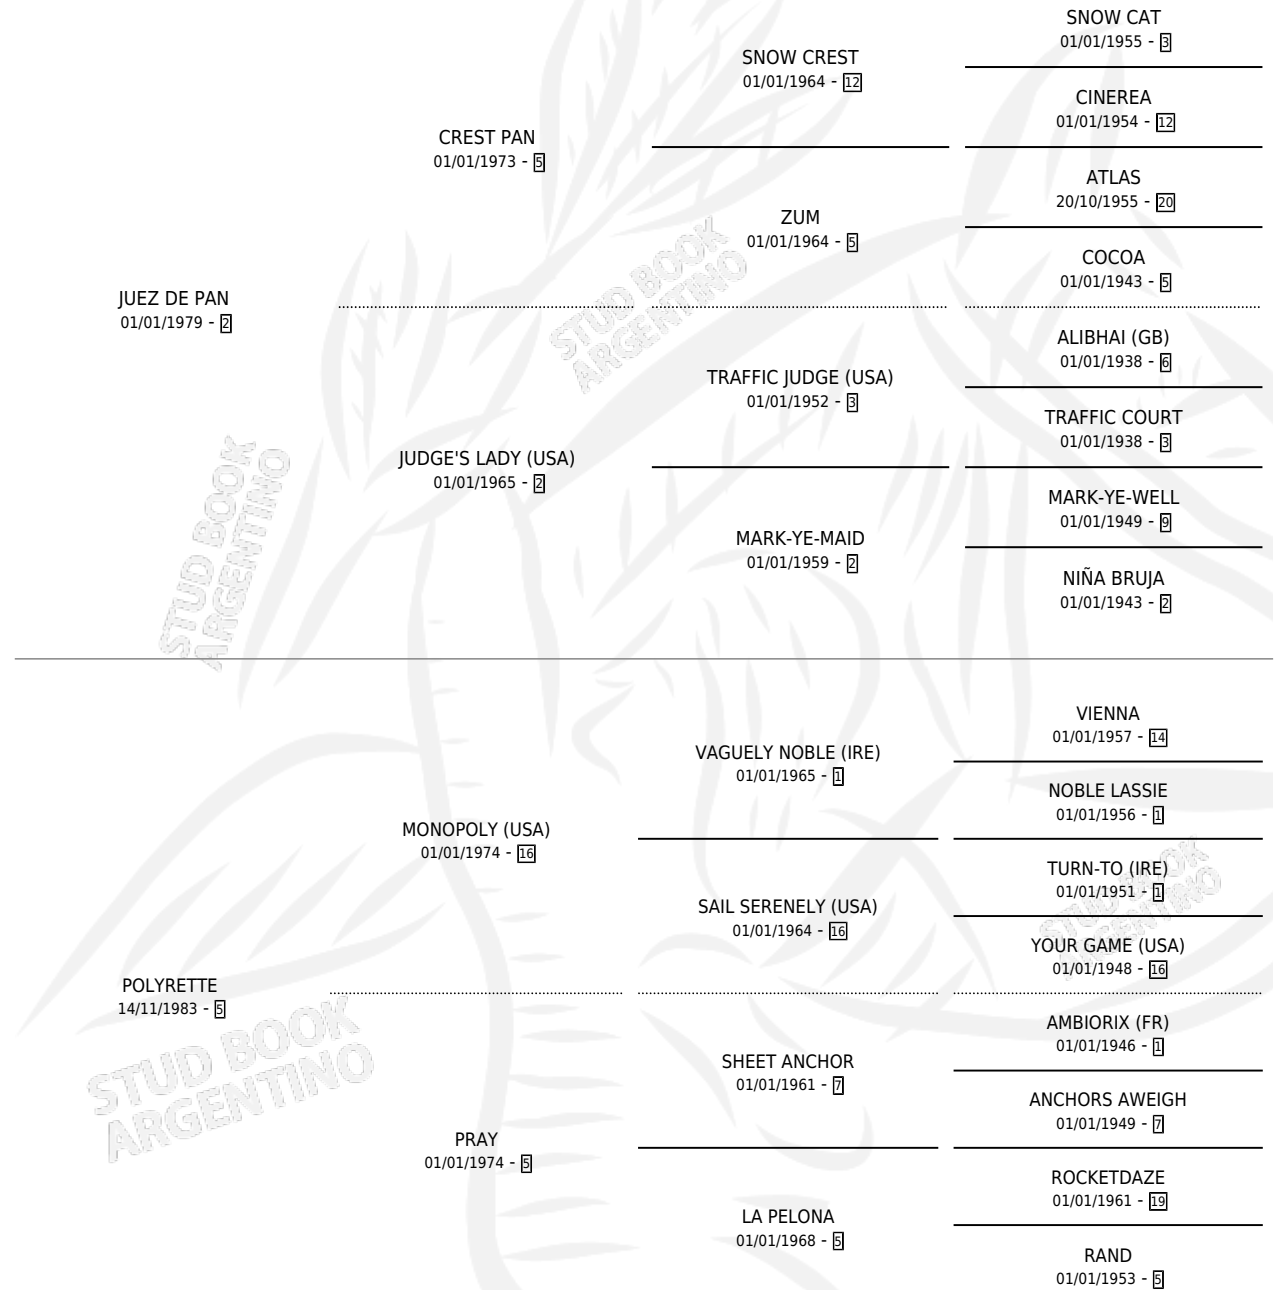 SNOW CAT
01/01/1955 - 3
SNOW CREST
01/01/1964 - 12
CINEREA
01/01/1954 - 12
CREST PAN
01/01/1973 - 5
ATLAS
20/10/1955 - 20
ZUM
01/01/1964 - 5
COCOA
01/01/1943 - 5
JUEZ DE PAN
01/01/1979 - 2
ALIBHAI (GB)
01/01/1938 - 6
TRAFFIC JUDGE (USA)
01/01/1952 - 3
TRAFFIC COURT
01/01/1938 - 3
JUDGE'S LADY (USA)
01/01/1965 - 2
MARK-YE-WELL
01/01/1949 - 9
MARK-YE-MAID
01/01/1959 - 2
NIÑA BRUJA
01/01/1943 - 2
STUD BOOK
ARGENTINO
STUD BOOK
ARGENTINO
VIENNA
01/01/1957 - 14
VAGUELY NOBLE (IRE)
01/01/1965 - 1
NOBLE LASSIE
01/01/1956 - 1
MONOPOLY (USA)
01/01/1974 - 16
TURN-TO (IRE)
01/01/1951 - 1
SAIL SERENELY (USA)
01/01/1964 - 16
YOUR GAME (USA)
01/01/1948 - 16
POLYRETTE
14/11/1983 - 5
AMBIORIX (FR)
01/01/1946 - 1
SHEET ANCHOR
01/01/1961 - 7
ANCHORS AWEIGH
01/01/1949 - 7
PRAY
01/01/1974 - 5
ROCKETDAZE
01/01/1961 - 19
LA PELONA
01/01/1968 - 5
RAND
01/01/1953 - 5
STUD BOOK
ARGENTINO
STUD BOOK
ARGENTINO